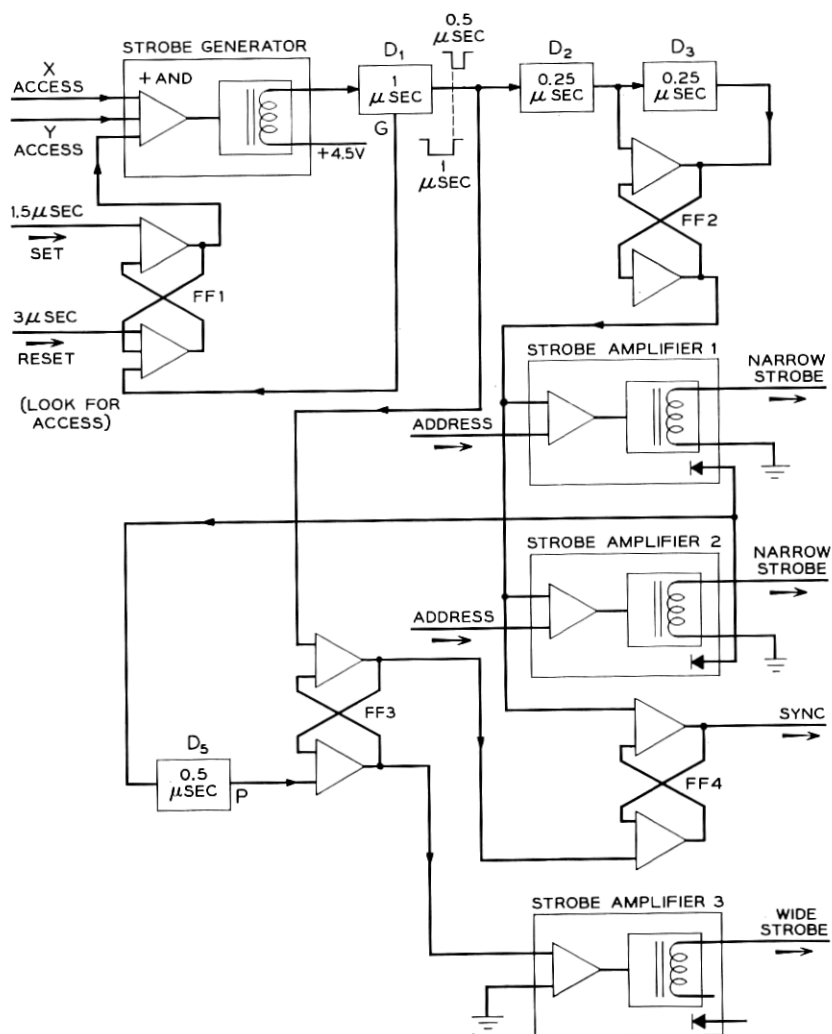 STROBE GENERATOR
X
ACCESS
Y
ACCESS
+AND
+4.5V
D1
1
μSEC
G
0.5
μSEC
1
μSEC
D2
0.25
μSEC
D3
0.25
μSEC
1.5μSEC
SET
FF1
3μSEC
RESET
(LOOK FOR
ACCESS)
FF2
STROBE AMPLIFIER 1
NARROW
STROBE
ADDRESS
STROBE AMPLIFIER 2
NARROW
STROBE
ADDRESS
FF3
SYNC
FF4
D5
0.5
μSEC
P
STROBE AMPLIFIER 3
WIDE
STROBE